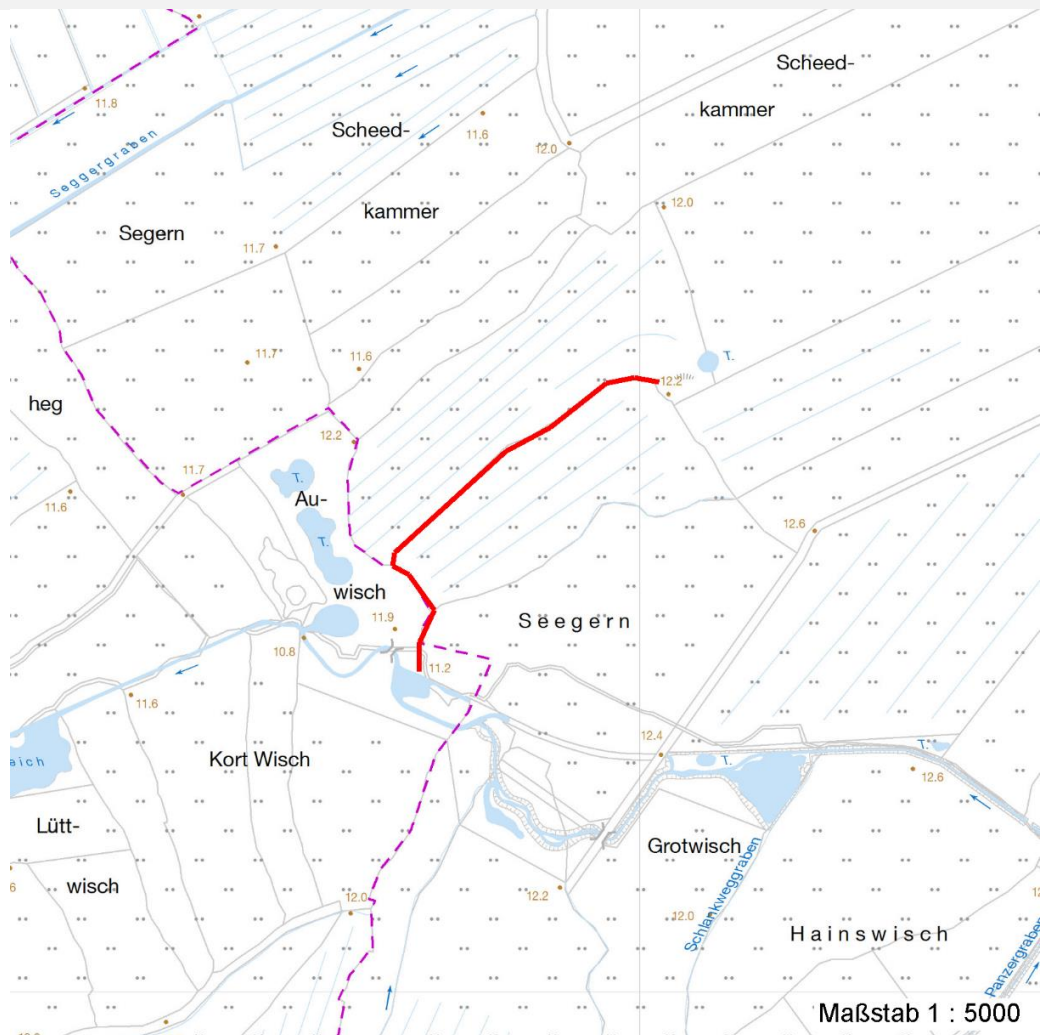 Scheed-
kammer
11.8
Scheed-
11.6
12.0
Seggergraben
12.0
kammer
Segern
11.7
11.7
11.6
T.
12.2
heg
12.2
11.7
T.
11.6
Au-
T.
12.6
wisch
11.9
Seegern
10.8
11.2
11.6
12.4
T.
T.
12.6
Kort Wisch
eich
Lütt-
Grotwisch
wisch
6
12.0
12.2
12.0
Schlankweggraben
Hainswisch
Panzergraben
Maßstab 1 : 5000